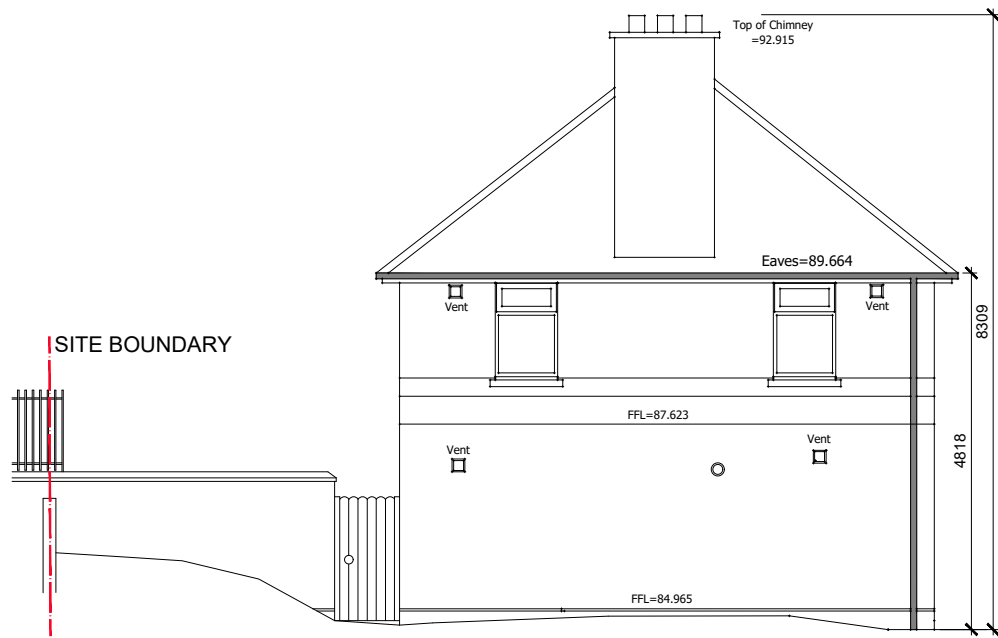 Top of Chimney
=92.915
Eaves=89.664
Vent
Vent
8309
SITE BOUNDARY
FFL=87.623
Vent
Vent
4818
FFL=84.965